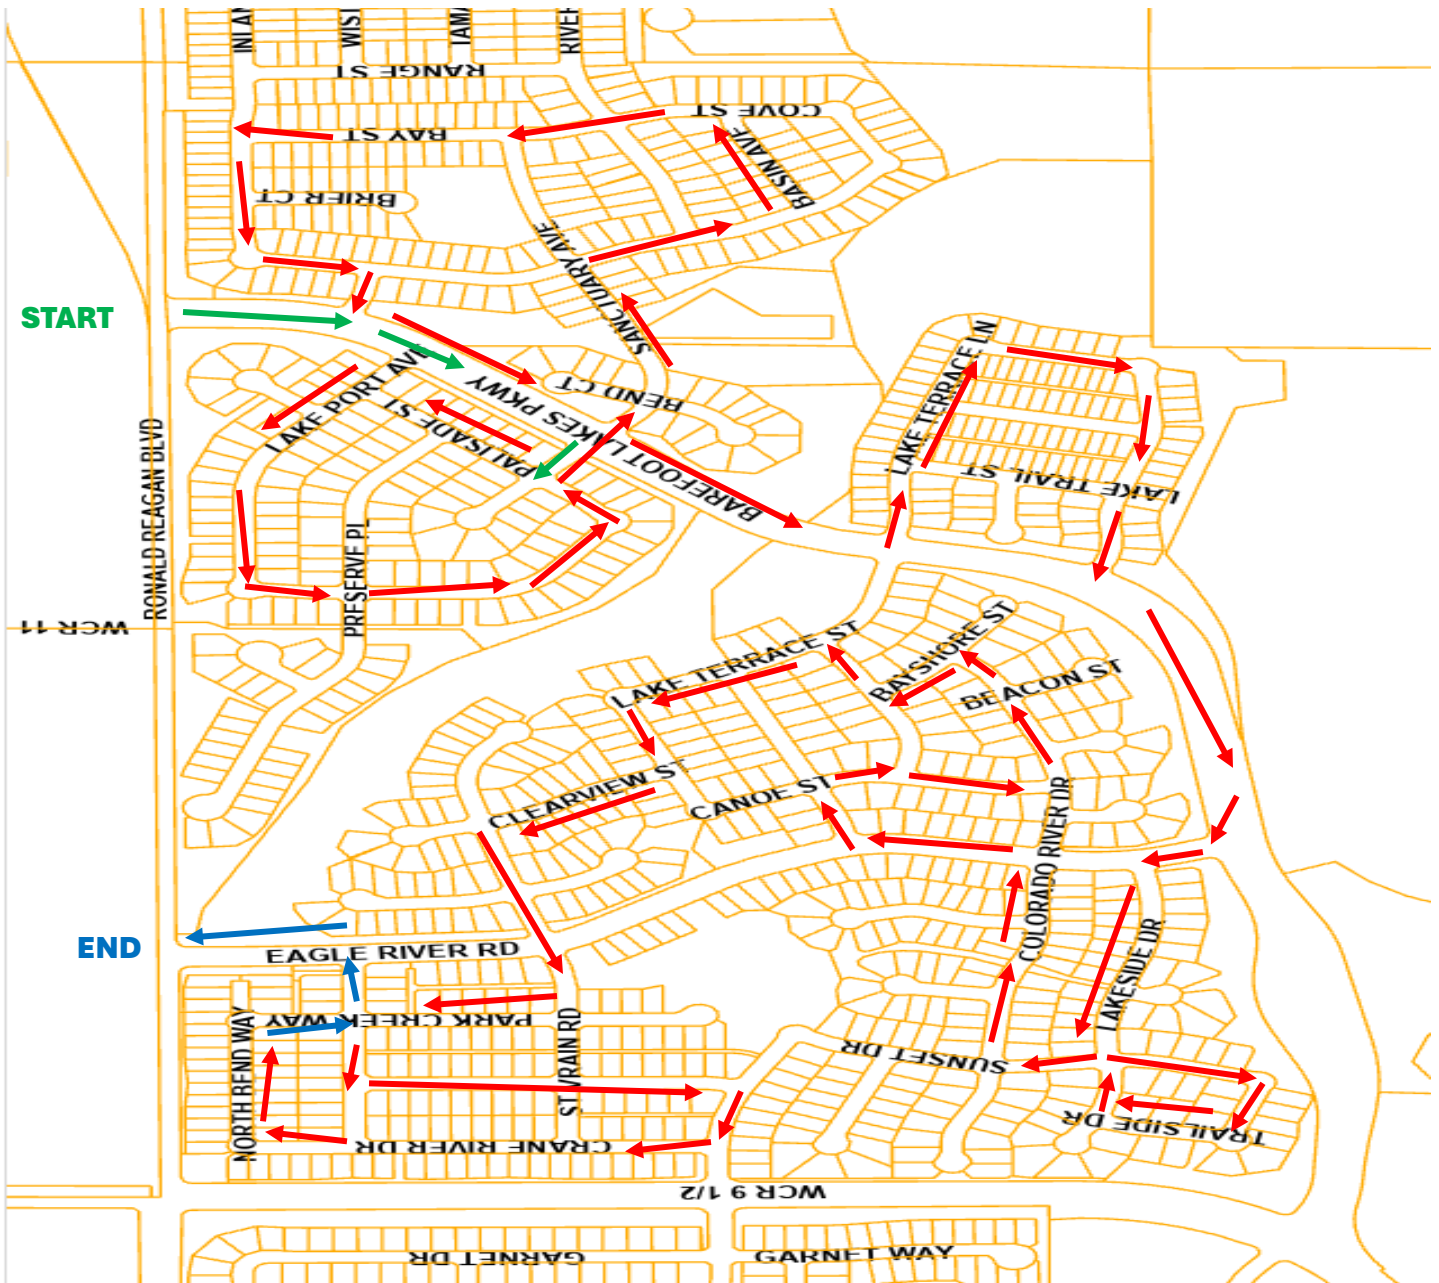 RANGE ST
COVE ST
BAY ST
BASIN AVE
BRIER CT
SANCTUARY AVE
START
LAKE PORT AVE
BAREFOOT LAKES PKWY
BEND CT
PALISADE ST
LAKE TERRACE LN
LAKE TRAIL ST
RONALD REAGAN BLVD
PRESERVE PL
WCR 11
LAKE TERRACE ST
BAYSHORE ST
BEACON ST
CLEARVIEW ST
CANOE ST
COLORADO RIVER DR
END
EAGLE RIVER RD
LAKESIDE DR
NORTH BEND WAY
PARK CREEK WAY
ST VRAIN RD
SUNSET DR
TRAILSIDE DR
CRANE RIVER DR
WCR 9 1/2
GARNET DR
GARNET WAY